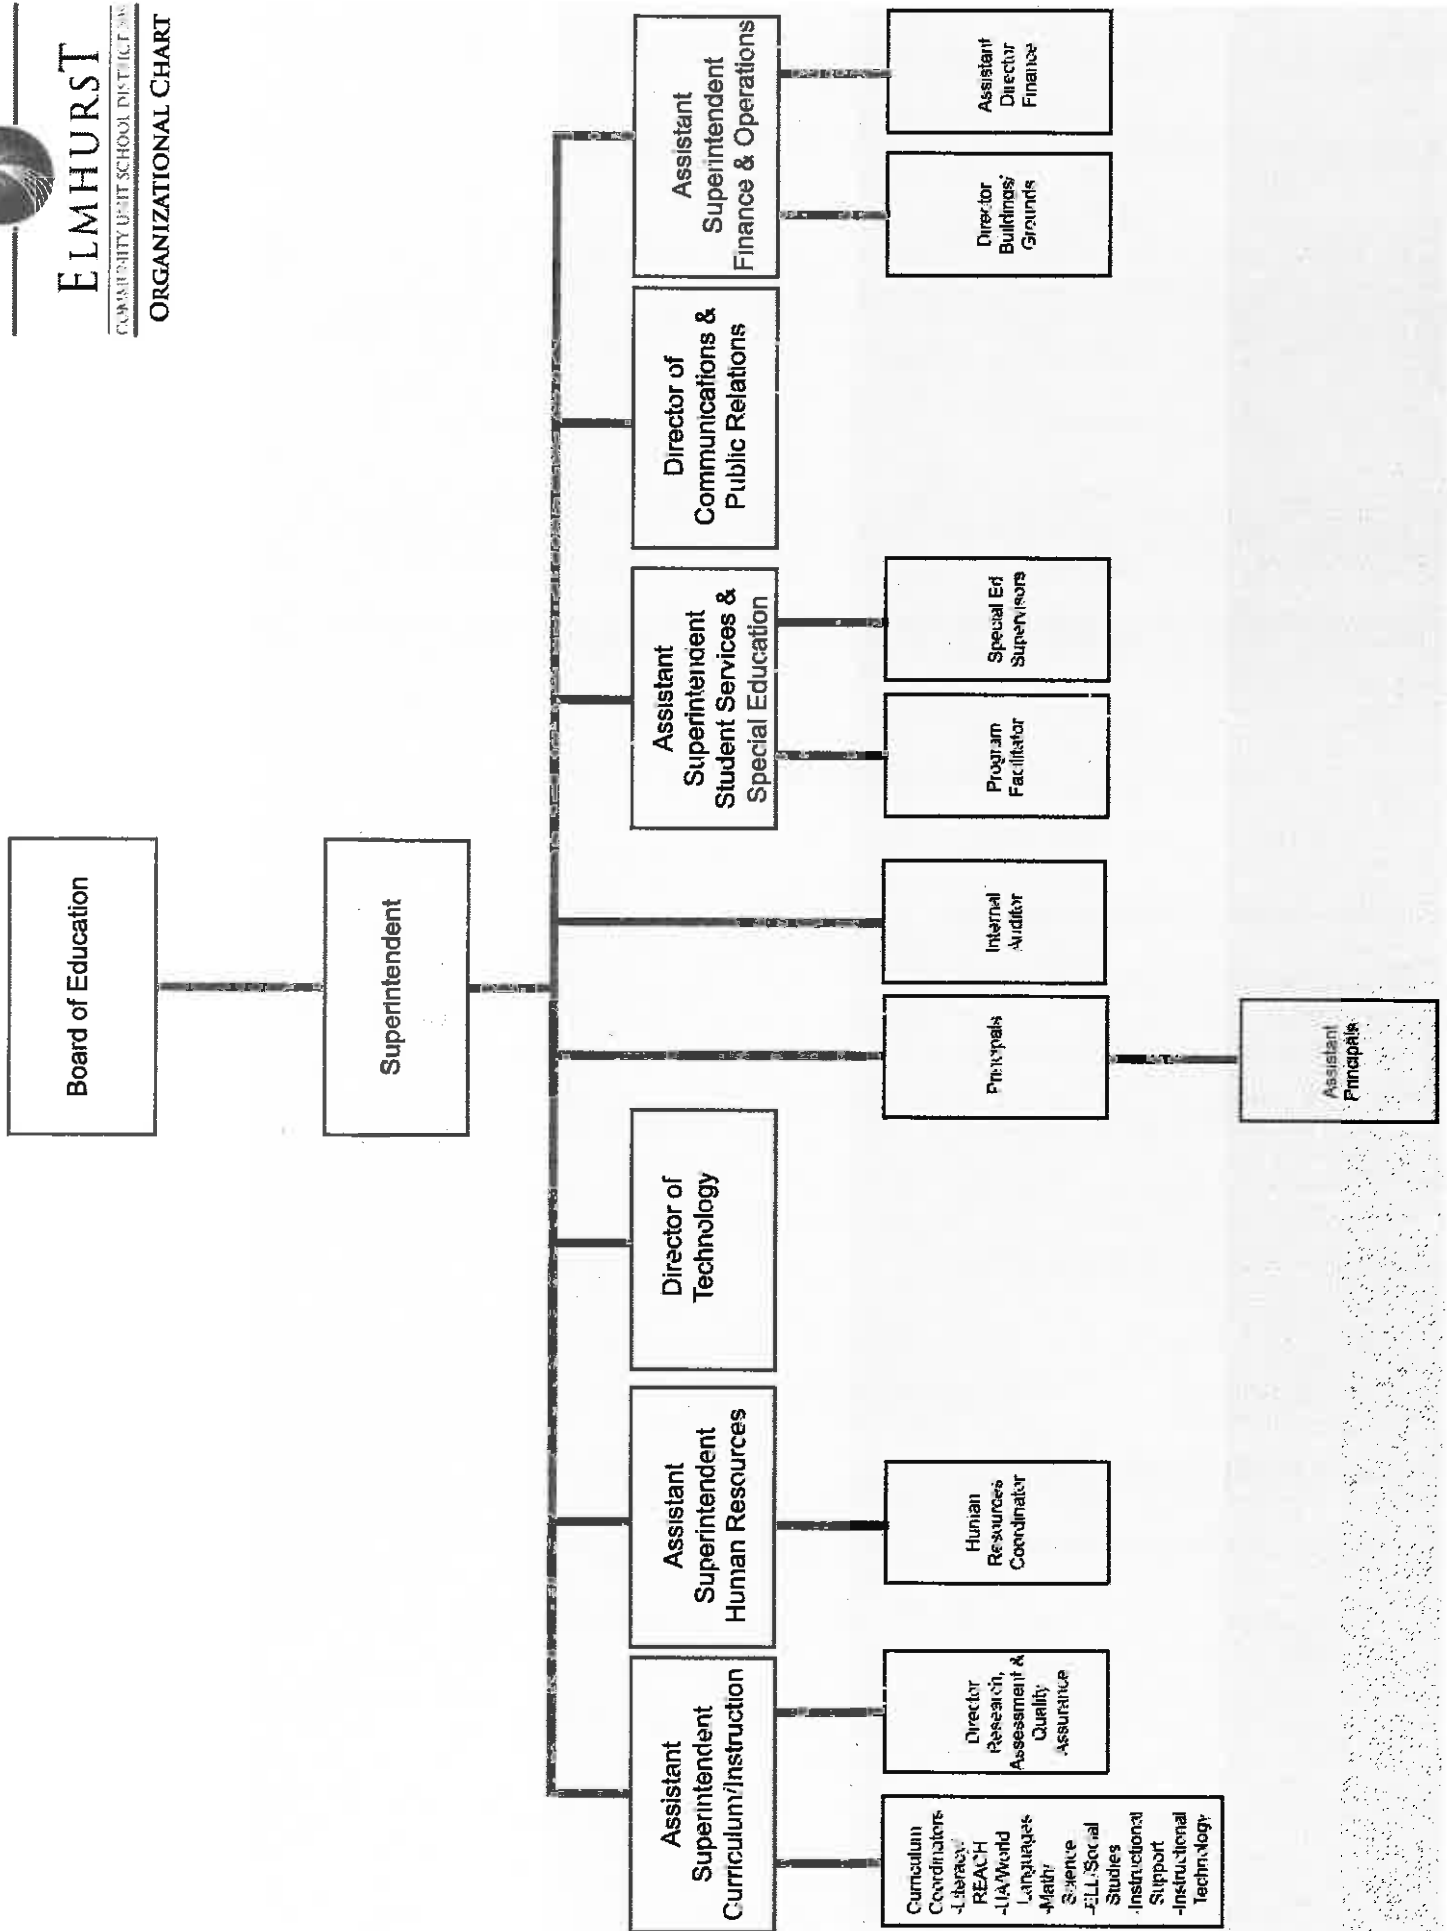 ELMHURST
COMMUNITY UNIT SCHOOL DISTRICT 205
ORGANIZATIONAL CHART
Board of Education
Superintendent
Assistant
Superintendent
Curriculum/Instruction
Assistant
Superintendent
Human Resources
Director of
Technology
Assistant
Superintendent
Student Services &
Special Education
Director of
Communications &
Public Relations
Assistant
Superintendent
Finance & Operations
Curriculum
Coordinators
-Literacy/
REACH
-UA/World
Languages
-Math/
Science
-ELL/Social
Studies
-Instructional
Support
-Instructional
Technology
Director
Research,
Assessment &
Quality
Assurance
Human
Resources
Coordinator
Principals
Internal
Auditor
Program
Facilitator
Special Ed
Supervisors
Director
Buildings/
Grounds
Assistant
Director
Finance
Assistant
Principals